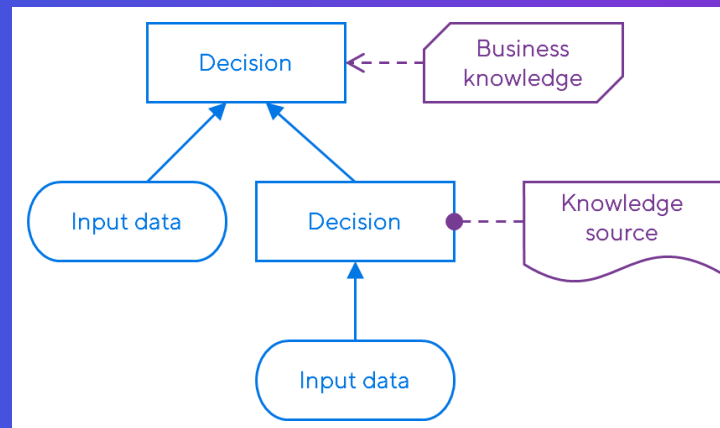 Decision
Business
knowledge
Input data
Decision
Knowledge
source
Input data